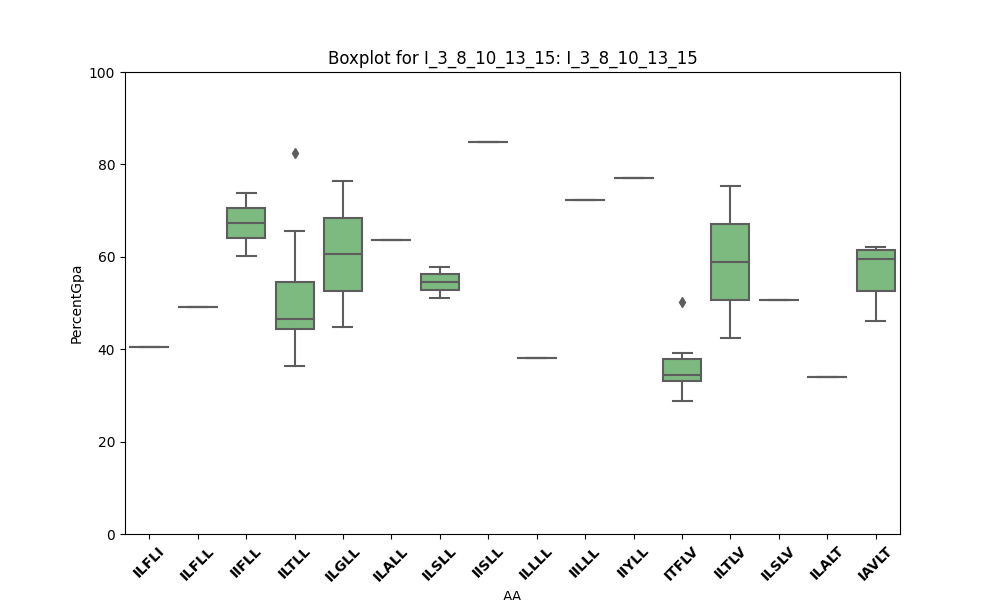 Boxplot for I_3_8_10_13_15: I_3_8_10_13_15
100
80
60
40
20
0
PercentGpa
ILFLI
ILFLL
IIFLL
ILTLL
ILGLL
ILALL
ILSLL
IISLL
ILLLL
IILLL
IIYLL
ITFLV
ILTLV
ILSLV
ILALT
IAVLT
AA